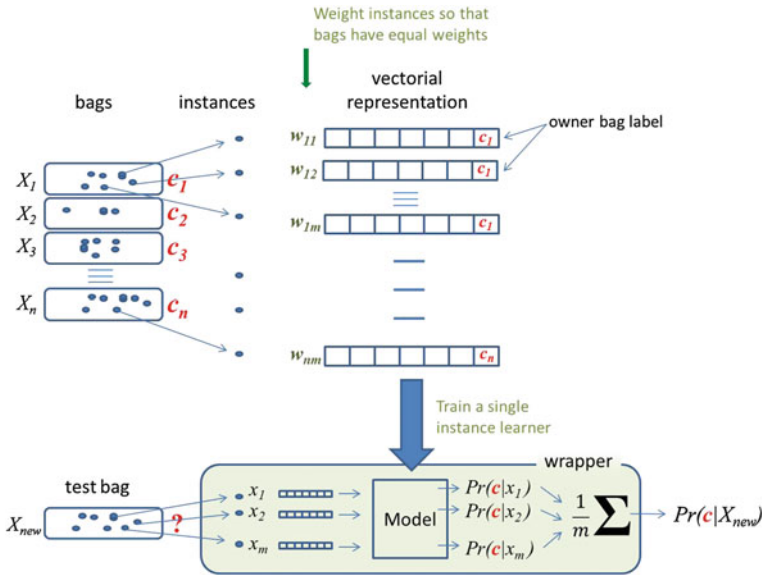 Weight instances so that
bags have equal weights
bags
instances
vectorial
representation
owner bag label
w11
c1
w12
c1
w1m
c1
wnm
cn
X1
c1
X2
c2
X3
c3
Xn
cn
Train a single
instance learner
wrapper
test bag
Xnew
?
x1
x2
xm
Model
Pr(c|x1)
Pr(c|x2)
Pr(c|xm)
1/m ∑
Pr(c|Xnew)